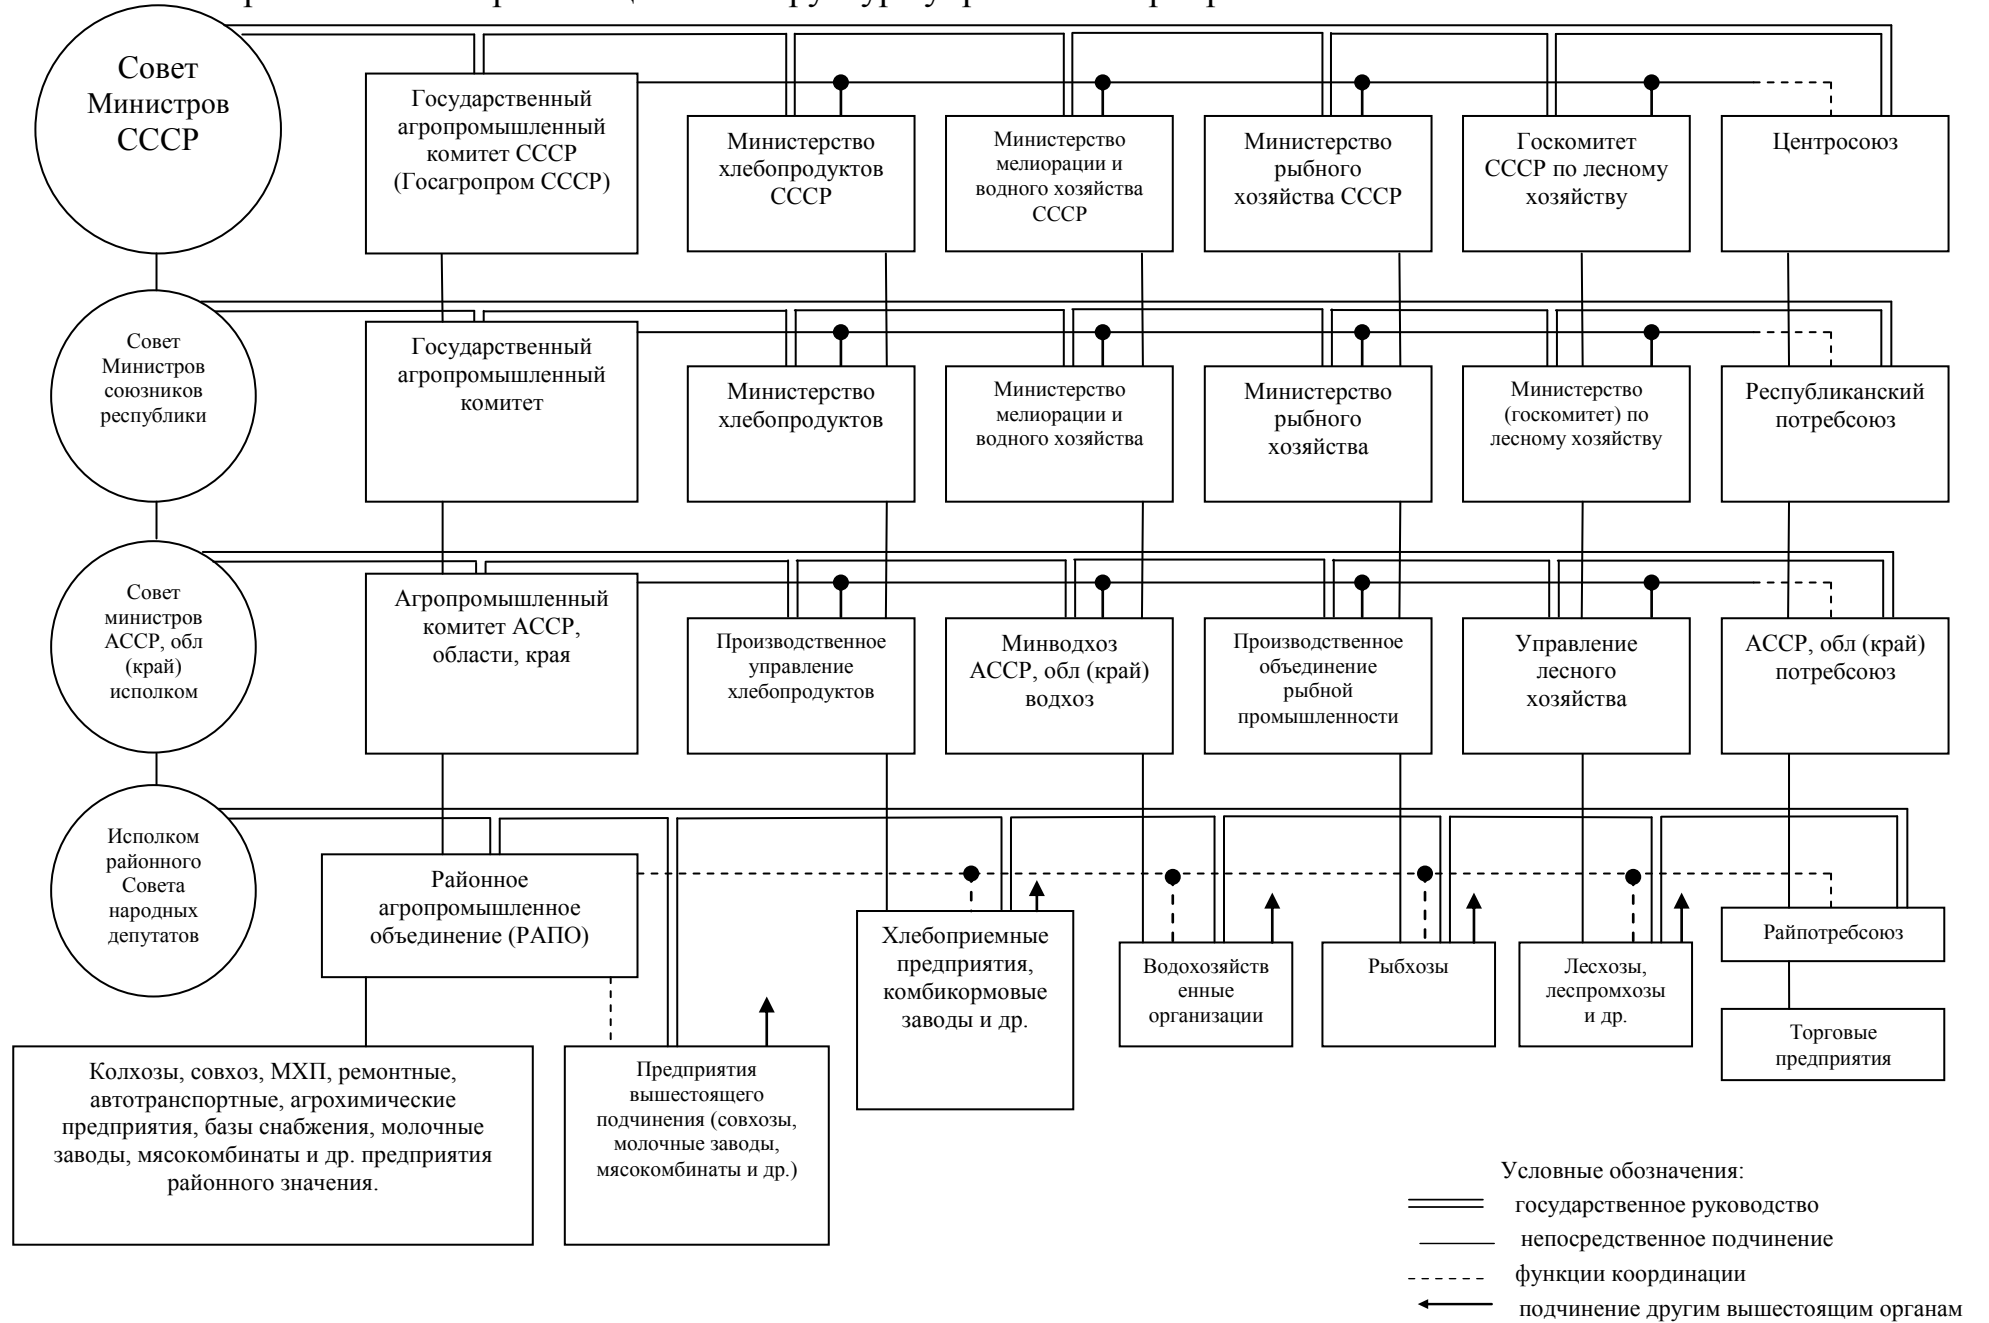 Совет
Министров
СССР
Государственный
агропромышленный
комитет СССР
(Госагропром СССР)
Министерство
хлебопродуктов
СССР
Министерство
мелиорации и
водного хозяйства
СССР
Министерство
рыбного
хозяйства СССР
Госкомитет
СССР по лесному
хозяйству
Центросоюз
Совет
Министров
союзников
республики
Государственный
агропромышленный
комитет
Министерство
хлебопродуктов
Министерство
мелиорации и
водного хозяйства
Министерство
рыбного
хозяйства
Министерство
(госкомитет) по
лесному хозяйству
Республиканский
потребсоюз
Совет
министров
АССР, обл
(край)
исполком
Агропромышленный
комитет АССР,
области, края
Производственное
управление
хлебопродуктов
Минводхоз
АССР, обл (край)
водхоз
Производственное
объединение
рыбной
промышленности
Управление
лесного
хозяйства
АССР, обл (край)
потребсоюз
Исполком
районного
Совета
народных
депутатов
Районное
агропромышленное
объединение (РАПО)
Хлебоприемные
предприятия,
комбикормовые
заводы и др.
Водохозяйств
енные
организации
Рыбхозы
Лесхозы,
леспромхозы
и др.
Райпотребсоюз
Торговые
предприятия
Колхозы, совхоз, МХП, ремонтные,
автотранспортные, агрохимические
предприятия, базы снабжения, молочные
заводы, мясокомбинаты и др. предприятия
районного значения.
Предприятия
вышестоящего
подчинения (совхозы,
молочные заводы,
мясокомбинаты и др.)
Условные обозначения:
государственное руководство
непосредственное подчинение
функции координации
подчинение другим вышестоящим органам